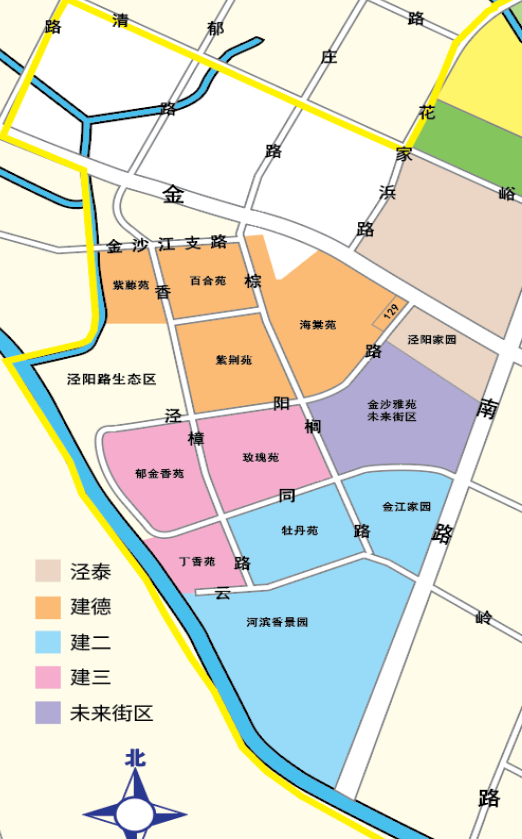 路 清 郁 路
庄
路 花
路 家
金 浜 峪
路
金沙江支路
紫藤苑 香 百合苑 棕
129
海棠苑
泾阳家园
路
紫荆苑
泾阳路生态区
金沙雅苑
未来街区
南
泾 阳
樟 榈
玫瑰苑
郁金香苑
同
金江家园
牡丹苑 路 路
丁香苑 路
云
河滨香景园
岭
泾泰
建德
建二
建三
未来街区
北
路